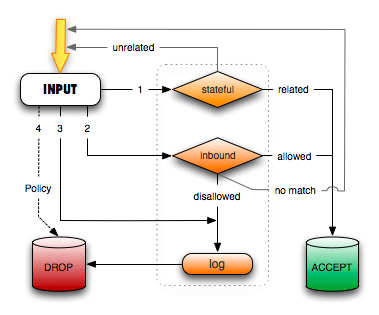 unrelated
INPUT
1
stateful
related
4
3
2
inbound
allowed
Policy
disallowed
no match
DROP
log
ACCEPT